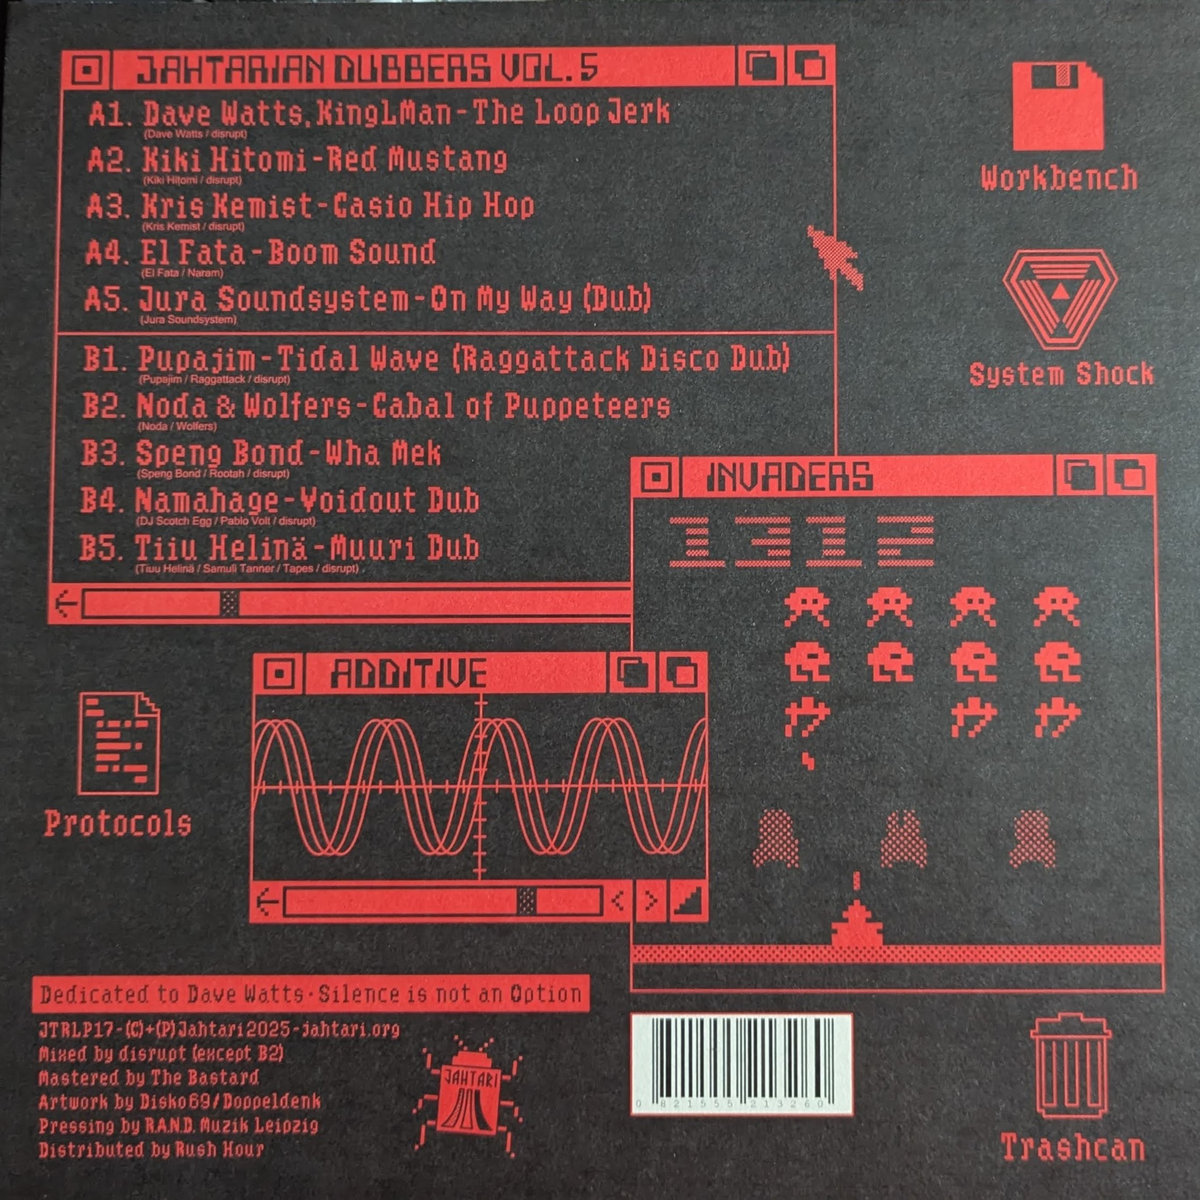 JAHTARIAN DUBBERS VOL. 5
A1. Dave Watts, KingLMan - The Loop Jerk
(Dave Watts / disrupt)
A2. Kiki Hitomi - Red Mustang
(Kiki Hitomi / disrupt)
A3. Kris Kemist - Casio Hip Hop
(Kris Kemist / disrupt)
A4. El Fata - Boom Sound
(El Fata / Naram)
A5. Jura Soundsystem - On My Way (Dub)
(Jura Soundsystem)
B1. Pupajim - Tidal Wave (Raggattack Disco Dub)
(Pupajim / Raggattack / disrupt)
B2. Noda & Wolfers - Cabal of Puppeteers
(Noda / Wolfers)
B3. Speng Bond - Wha Mek
(Speng Bond / Rootah / disrupt)
B4. Namahage - Voidout Dub
(DJ Scotch Egg / Pablo Volt / disrupt)
B5. Tiiu Helinä - Muuri Dub
(Tiiu Helinä / Samuli Tanner / Tapes / disrupt)
Workbench
System Shock
INVADERS
1312
ADDITIVE
Protocols
Dedicated to Dave Watts · Silence is not an Option
JTRLP17 - (C)+(P) Jahtari 2025 - jahtari.org
Mixed by disrupt (except B2)
Mastered by The Bastard
Artwork by Disko69 / Doppeldenk
Pressing by R.A.N.D. Muzik Leipzig
Distributed by Rush Hour
JAHTARI
0 821555 213260
Trashcan